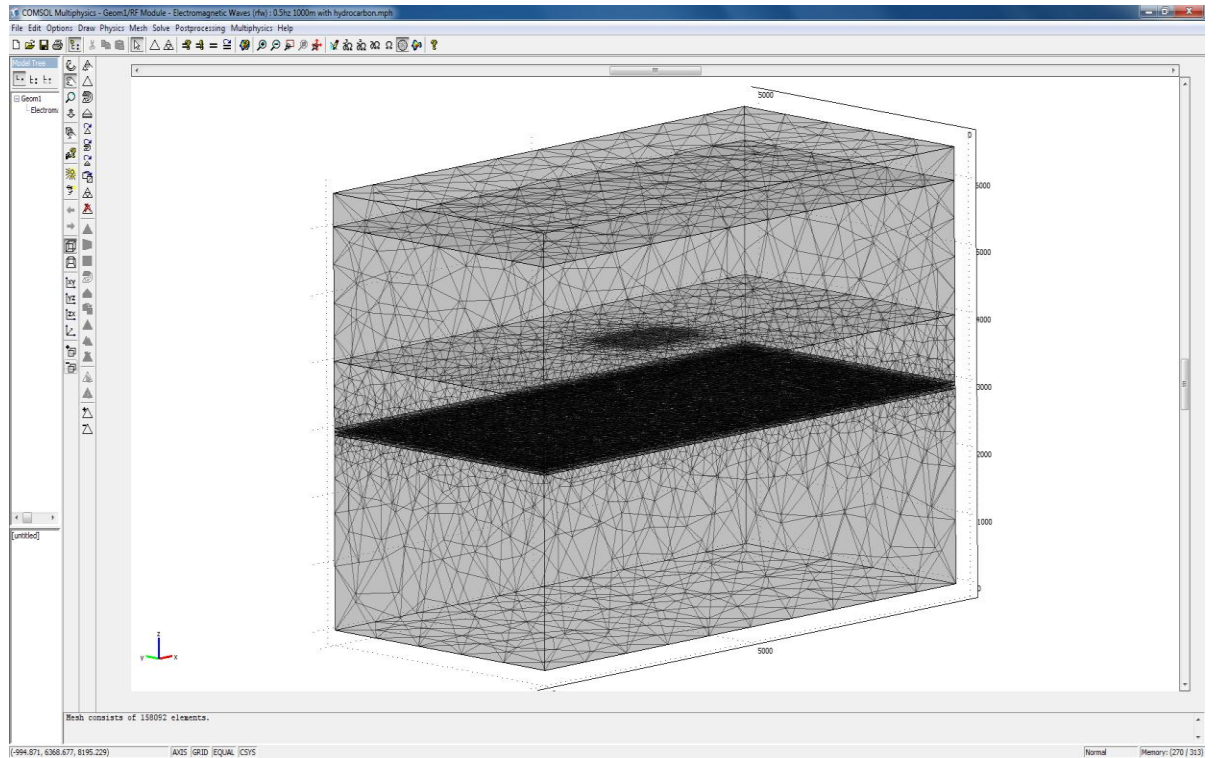 COMSOL Multiphysics - Geom1/RF Module - Electromagnetic Waves (rfw) : 0.5hz 1000m with hydrocarbon.mph
File Edit Options Draw Physics Mesh Solve Postprocessing Multiphysics Help
Model Tree
Geom1
Electrom
[untitled]
5000
0
6000
5000
4000
3000
2000
1000
0
5000
z
y
x
Mesh consists of 158092 elements.
(-994.871, 6368.677, 8195.229)
AXIS GRID EQUAL CSYS
Normal
Memory: (270 / 313)